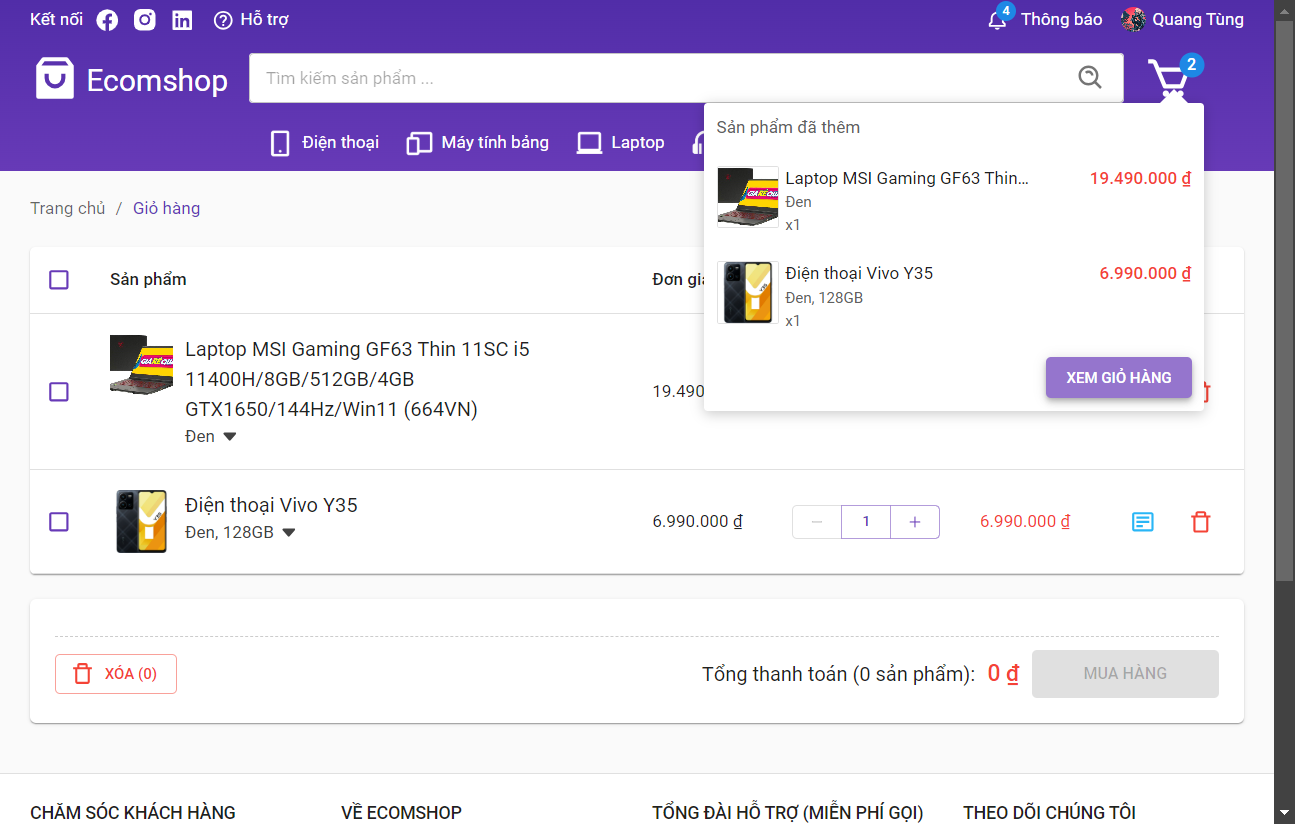 Kết nối
Hỗ trợ
4
Thông báo
Quang Tùng
Ecomshop
Tìm kiếm sản phẩm ...
2
Điện thoại
Máy tính bảng
Laptop
Sản phẩm đã thêm
Laptop MSI Gaming GF63 Thin...
19.490.000 ₫
Đen
x1
Điện thoại Vivo Y35
6.990.000 ₫
Đen, 128GB
x1
XEM GIỎ HÀNG
Trang chủ / Giỏ hàng
Sản phẩm
Đơn giá
Laptop MSI Gaming GF63 Thin 11SC i5
11400H/8GB/512GB/4GB
GTX1650/144Hz/Win11 (664VN)
Đen
19.490
Điện thoại Vivo Y35
Đen, 128GB
6.990.000 ₫
1
6.990.000 ₫
XÓA (0)
Tổng thanh toán (0 sản phẩm): 0 ₫
MUA HÀNG
CHĂM SÓC KHÁCH HÀNG
VỀ ECOMSHOP
TỔNG ĐÀI HỖ TRỢ (MIỄN PHÍ GỌI)
THEO DÕI CHÚNG TÔI